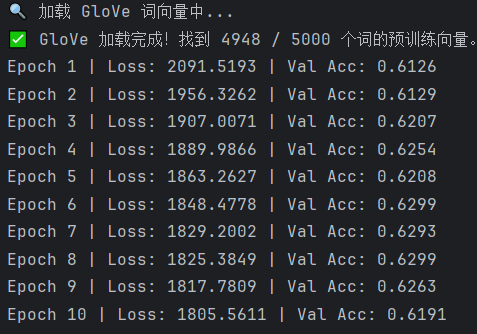 🔍 加载 GloVe 词向量中...
✅ GloVe 加载完成! 找到 4948 / 5000 个词的预训练向量。
Epoch 1 | Loss: 2091.5193 | Val Acc: 0.6126
Epoch 2 | Loss: 1956.3262 | Val Acc: 0.6129
Epoch 3 | Loss: 1907.0071 | Val Acc: 0.6207
Epoch 4 | Loss: 1889.9866 | Val Acc: 0.6254
Epoch 5 | Loss: 1863.2627 | Val Acc: 0.6208
Epoch 6 | Loss: 1848.4778 | Val Acc: 0.6299
Epoch 7 | Loss: 1829.2002 | Val Acc: 0.6293
Epoch 8 | Loss: 1825.3849 | Val Acc: 0.6299
Epoch 9 | Loss: 1817.7809 | Val Acc: 0.6263
Epoch 10 | Loss: 1805.5611 | Val Acc: 0.6191